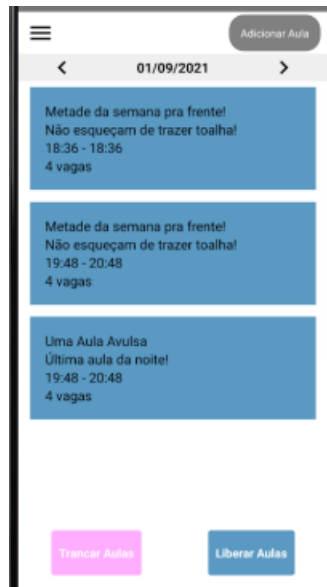 Adicionar Aula
01/09/2021
Metade da semana pra frente!
Não esqueçam de trazer toalha!
18:36 - 18:36
4 vagas
Metade da semana pra frente!
Não esqueçam de trazer toalha!
19:48 - 20:48
4 vagas
Uma Aula Avulsa
Última aula da noite!
19:48 - 20:48
4 vagas
Trancar Aulas
Liberar Aulas